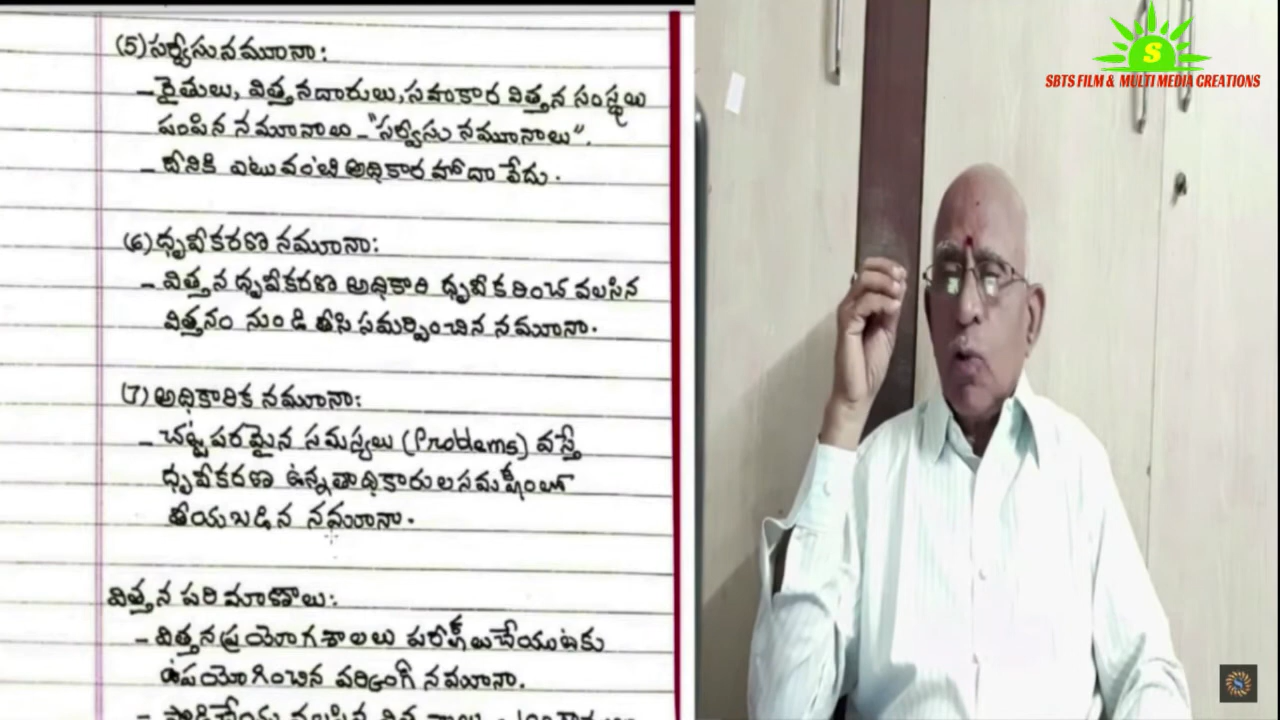 (5) సర్వీసు నమూనా:
– రైతులు, విత్తనదారులు, సహకార విత్తన సంస్థలు
పంపిన నమూనాలు – "సర్వీసు నమూనాలు".
– దీనికి ఎటువంటి అధికార హోదా లేదు.
(6) ధృవీకరణ నమూనా:
– విత్తన ధృవీకరణ అధికారి ధృవీకరించ వలసిన
విత్తనం నుండి తీసి సమర్పించిన నమూనా.
(7) అధికారిక నమూనా:
– చట్టపరమైన సమస్యలు (Problems) వస్తే
ధృవీకరణ ఉన్నతాధికారుల సమక్షంలో
తీయబడిన నమూనా.
విత్తన పరిమాణాలు:
– విత్తన ప్రయోగశాలలు పరీక్షలు చేయుటకు
ఉపయోగించిన వర్కింగ్ నమూనా.
S
SBTS FILM & MULTI MEDIA CREATIONS